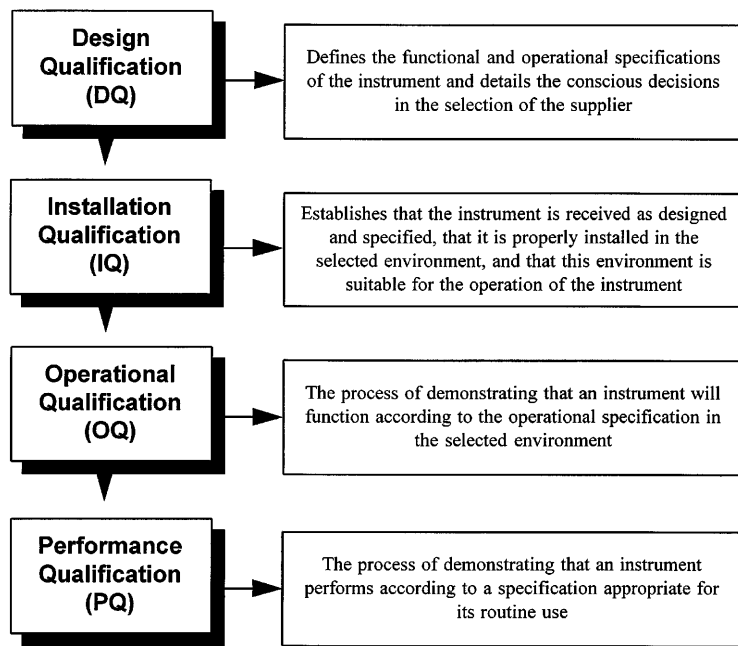 Design
Qualification
(DQ)
Defines the functional and operational specifications
of the instrument and details the conscious decisions
in the selection of the supplier
Installation
Qualification
(IQ)
Establishes that the instrument is received as designed
and specified, that it is properly installed in the
selected environment, and that this environment is
suitable for the operation of the instrument
Operational
Qualification
(OQ)
The process of demonstrating that an instrument will
function according to the operational specification in
the selected environment
Performance
Qualification
(PQ)
The process of demonstrating that an instrument
performs according to a specification appropriate for
its routine use